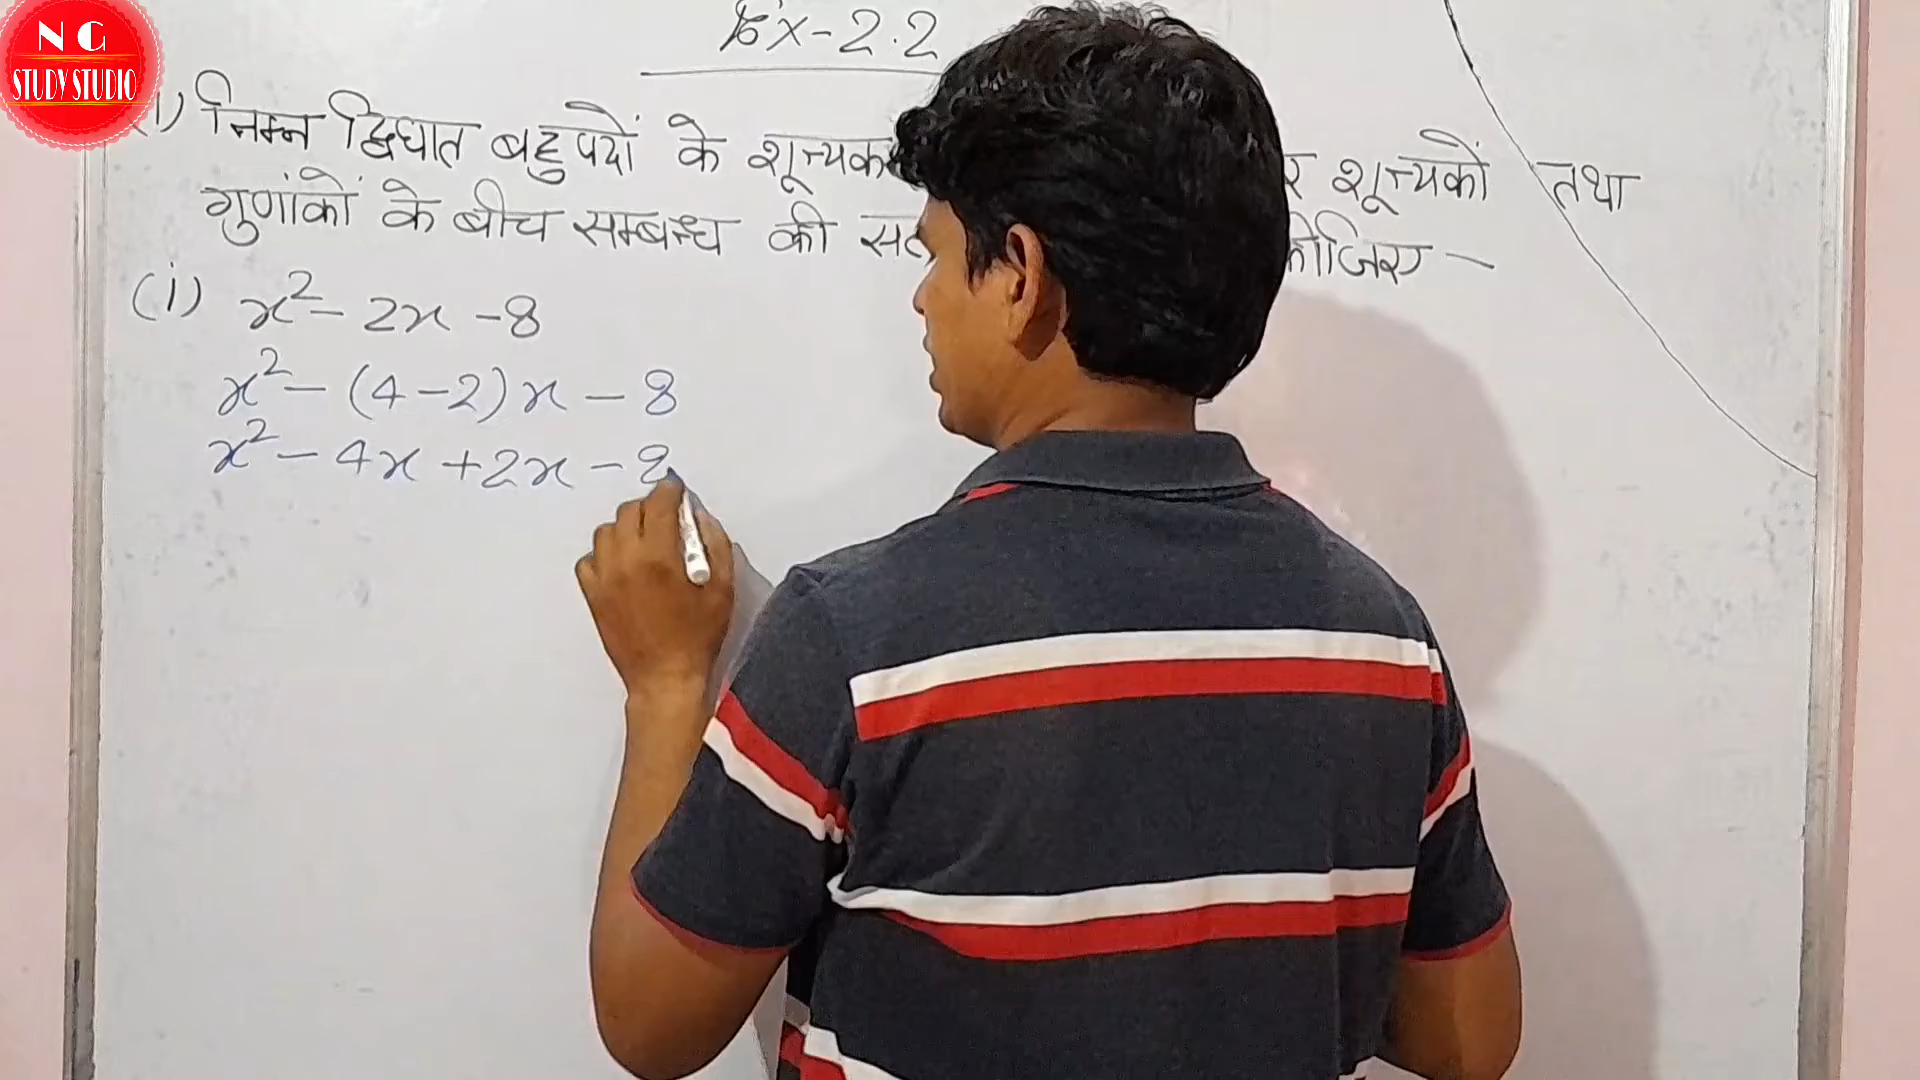 NG
STUDY STUDIO
Ex-2.2
1) निम्न द्विघात बहुपदों के शून्यक शून्यकों तथा
गुणांकों के बीच सम्बन्ध की कीजिए -
(i) x² - 2x - 8
x² - (4-2)x - 8
x² - 4x + 2x - 8